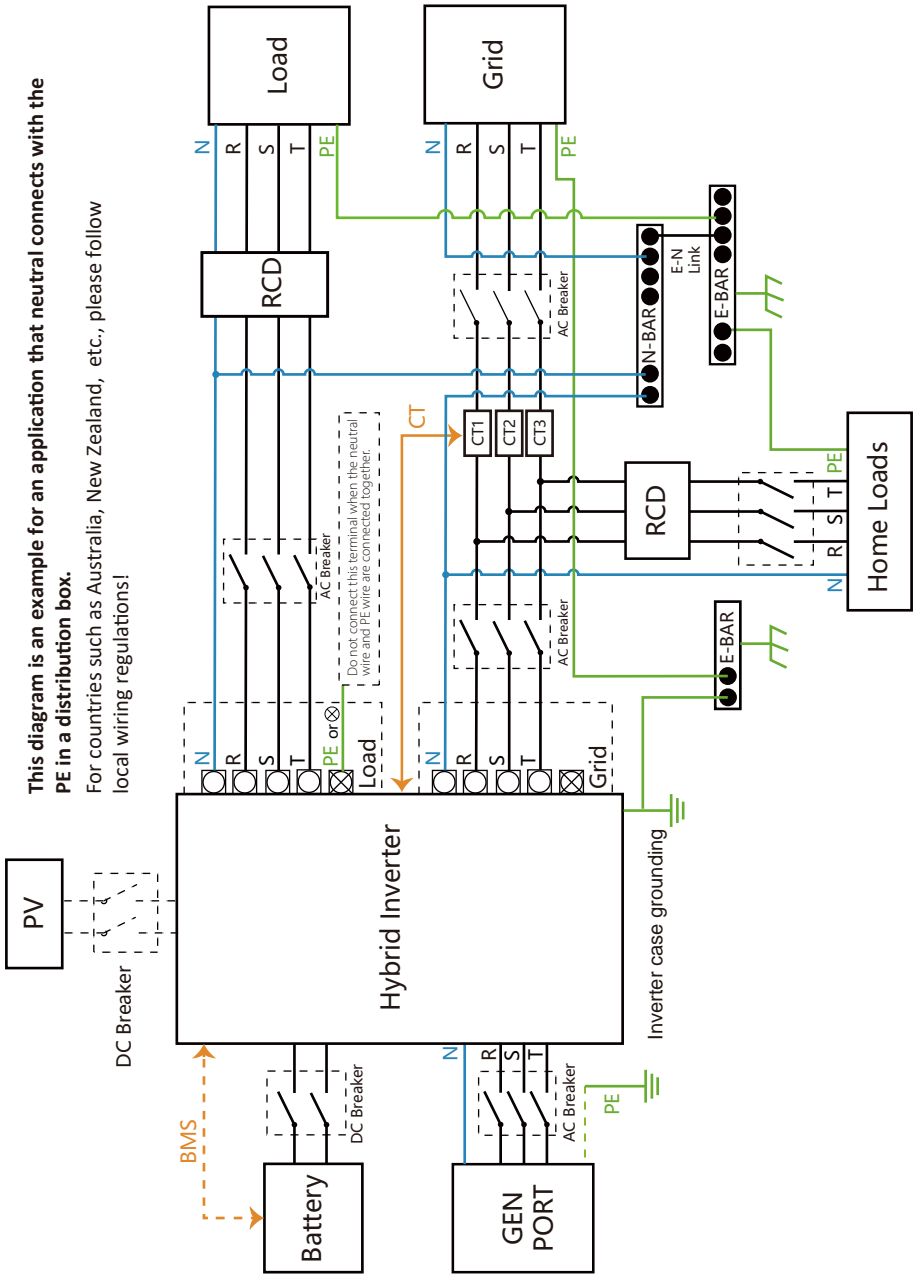 This diagram is an example for an application that neutral connects with the
PE in a distribution box.
For countries such as Australia, New Zealand, etc., please follow
local wiring regulations!
PV
DC Breaker
BMS
Battery
DC Breaker
Hybrid Inverter
N
R
S
T
PE or
Load
AC Breaker
RCD
N
R
S
T
PE
Load
Do not connect this terminal when the neutral
wire and PE wire are connected together.
CT
GEN
PORT
N
R
S
T
AC Breaker
PE
Inverter case grounding
N
R
S
T
Grid
AC Breaker
CT1
CT2
CT3
AC Breaker
N
R
S
T
PE
Grid
N-BAR
E-N
Link
E-BAR
E-BAR
RCD
N
R
S
T
PE
Home Loads